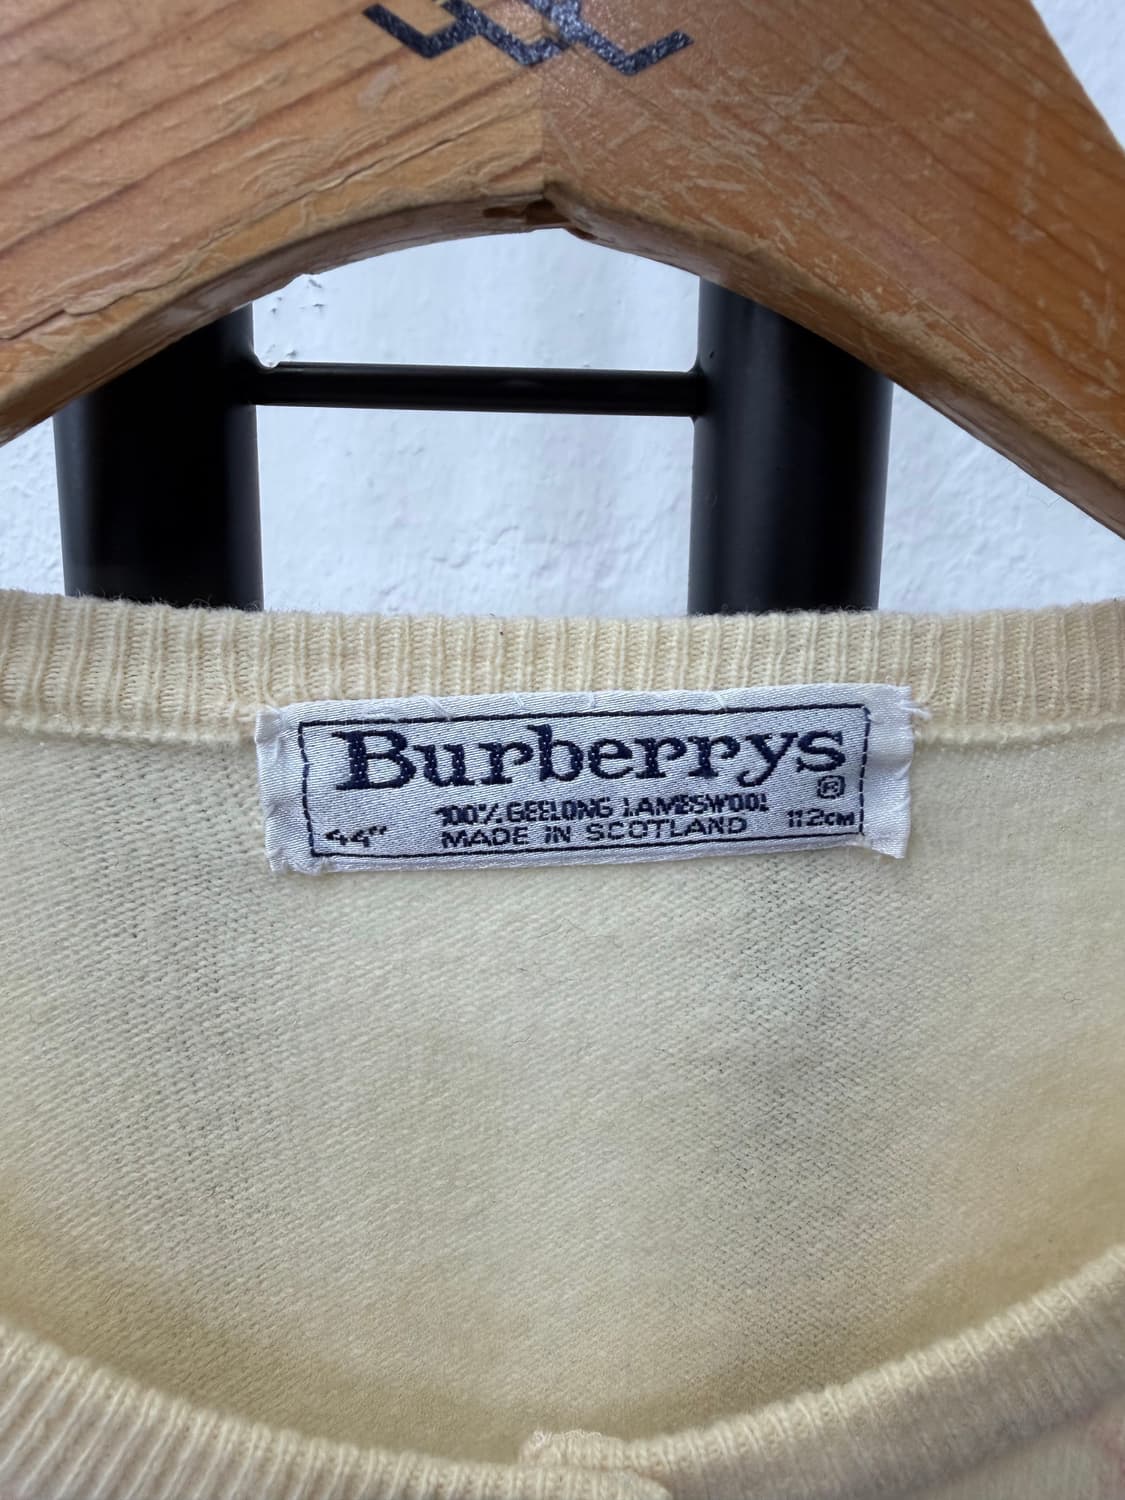 Burberrys
®
100% GEELONG LAMBSWOOL
44" MADE IN SCOTLAND 112CM